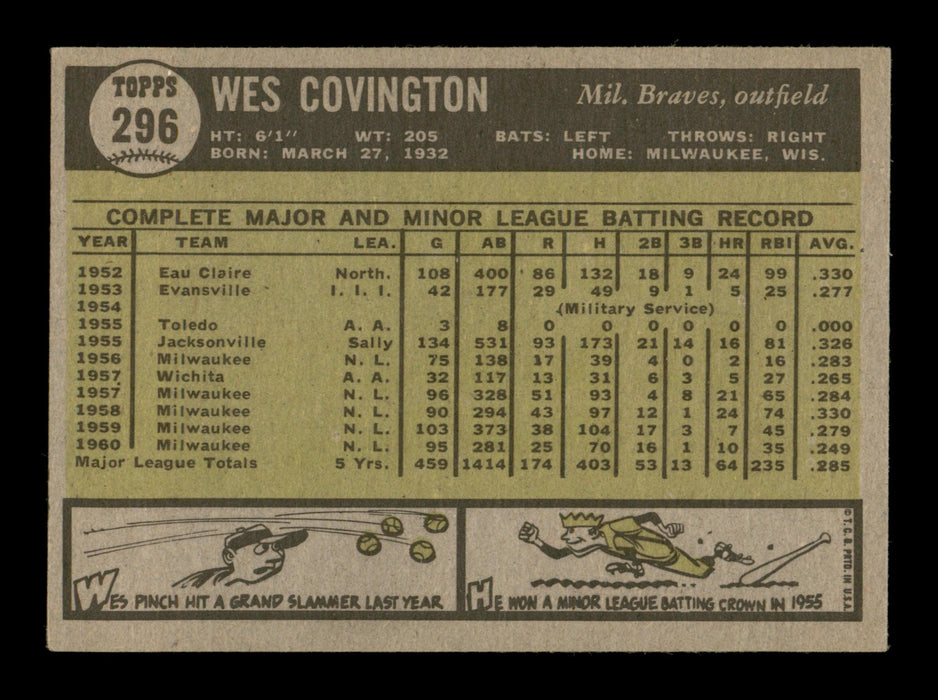 TOPPS
296
WES COVINGTON Mil. Braves, outfield
HT: 6'1" WT: 205 BATS: LEFT THROWS: RIGHT
BORN: MARCH 27, 1932 HOME: MILWAUKEE, WIS.
COMPLETE MAJOR AND MINOR LEAGUE BATTING RECORD
YEAR TEAM LEA. G AB R H 2B 3B HR RBI AVG.
1952 Eau Claire North. 108 400 86 132 18 9 24 99 .330
1953 Evansville I. I. I. 42 177 29 49 9 1 5 25 .277
1954 (Military Service)
1955 Toledo A. A. 3 8 0 0 0 0 0 0 .000
1955 Jacksonville Sally 134 531 93 173 21 14 16 81 .326
1956 Milwaukee N. L. 75 138 17 39 4 0 2 16 .283
1957 Wichita A. A. 32 117 13 31 6 3 5 27 .265
1957 Milwaukee N. L. 96 328 51 93 4 8 21 65 .284
1958 Milwaukee N. L. 90 294 43 97 12 1 24 74 .330
1959 Milwaukee N. L. 103 373 38 104 17 3 7 45 .279
1960 Milwaukee N. L. 95 281 25 70 16 1 10 35 .249
Major League Totals 5 Yrs. 459 1414 174 403 53 13 64 235 .285
WES PINCH HIT A GRAND SLAMMER LAST YEAR
HE WON A MINOR LEAGUE BATTING CROWN IN 1955
© T.C.G. PRTD. IN U.S.A.